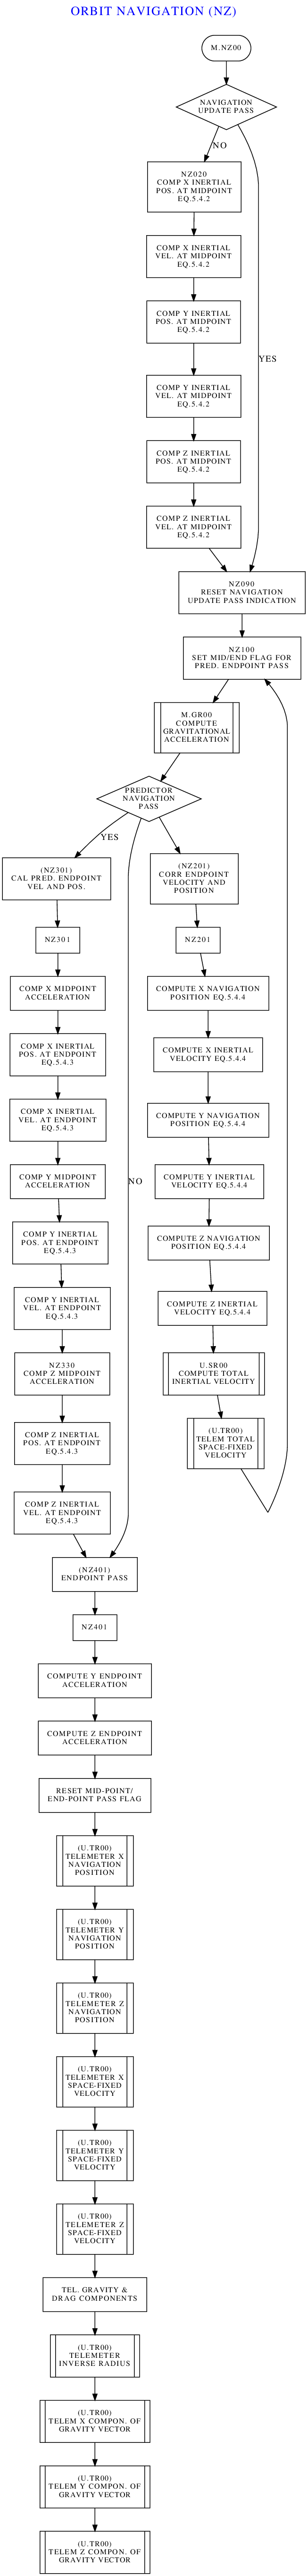 ORBIT NAVIGATION (NZ)
M.NZ00
NAVIGATION
UPDATE PASS
NO
YES
NZ020
COMP X INERTIAL
POS. AT MIDPOINT
EQ.5.4.2
COMP X INERTIAL
VEL. AT MIDPOINT
EQ.5.4.2
COMP Y INERTIAL
POS. AT MIDPOINT
EQ.5.4.2
COMP Y INERTIAL
VEL. AT MIDPOINT
EQ.5.4.2
COMP Z INERTIAL
POS. AT MIDPOINT
EQ.5.4.2
COMP Z INERTIAL
VEL. AT MIDPOINT
EQ.5.4.2
NZ090
RESET NAVIGATION
UPDATE PASS INDICATION
NZ100
SET MID/END FLAG FOR
PRED. ENDPOINT PASS
M.GR00
COMPUTE
GRAVITATIONAL
ACCELERATION
PREDICTOR
NAVIGATION
PASS
YES
NO
(NZ301)
CAL PRED. ENDPOINT
VEL AND POS.
NZ301
COMP X MIDPOINT
ACCELERATION
COMP X INERTIAL
POS. AT ENDPOINT
EQ.5.4.3
COMP X INERTIAL
VEL. AT ENDPOINT
EQ.5.4.3
COMP Y MIDPOINT
ACCELERATION
COMP Y INERTIAL
POS. AT ENDPOINT
EQ.5.4.3
COMP Y INERTIAL
VEL. AT ENDPOINT
EQ.5.4.3
NZ330
COMP Z MIDPOINT
ACCELERATION
COMP Z INERTIAL
POS. AT ENDPOINT
EQ.5.4.3
COMP Z INERTIAL
VEL. AT ENDPOINT
EQ.5.4.3
(NZ201)
CORR ENDPOINT
VELOCITY AND
POSITION
NZ201
COMPUTE X NAVIGATION
POSITION EQ.5.4.4
COMPUTE X INERTIAL
VELOCITY EQ.5.4.4
COMPUTE Y NAVIGATION
POSITION EQ.5.4.4
COMPUTE Y INERTIAL
VELOCITY EQ.5.4.4
COMPUTE Z NAVIGATION
POSITION EQ.5.4.4
COMPUTE Z INERTIAL
VELOCITY EQ.5.4.4
U.SR00
COMPUTE TOTAL
INERTIAL VELOCITY
(U.TR00)
TELEM TOTAL
SPACE-FIXED
VELOCITY
(NZ401)
ENDPOINT PASS
NZ401
COMPUTE Y ENDPOINT
ACCELERATION
COMPUTE Z ENDPOINT
ACCELERATION
RESET MID-POINT/
END-POINT PASS FLAG
(U.TR00)
TELEMETER X
NAVIGATION
POSITION
(U.TR00)
TELEMETER Y
NAVIGATION
POSITION
(U.TR00)
TELEMETER Z
NAVIGATION
POSITION
(U.TR00)
TELEMETER X
SPACE-FIXED
VELOCITY
(U.TR00)
TELEMETER Y
SPACE-FIXED
VELOCITY
(U.TR00)
TELEMETER Z
SPACE-FIXED
VELOCITY
TEL. GRAVITY &
DRAG COMPONENTS
(U.TR00)
TELEMETER
INVERSE RADIUS
(U.TR00)
TELEM X COMPON. OF
GRAVITY VECTOR
(U.TR00)
TELEM Y COMPON. OF
GRAVITY VECTOR
(U.TR00)
TELEM Z COMPON. OF
GRAVITY VECTOR